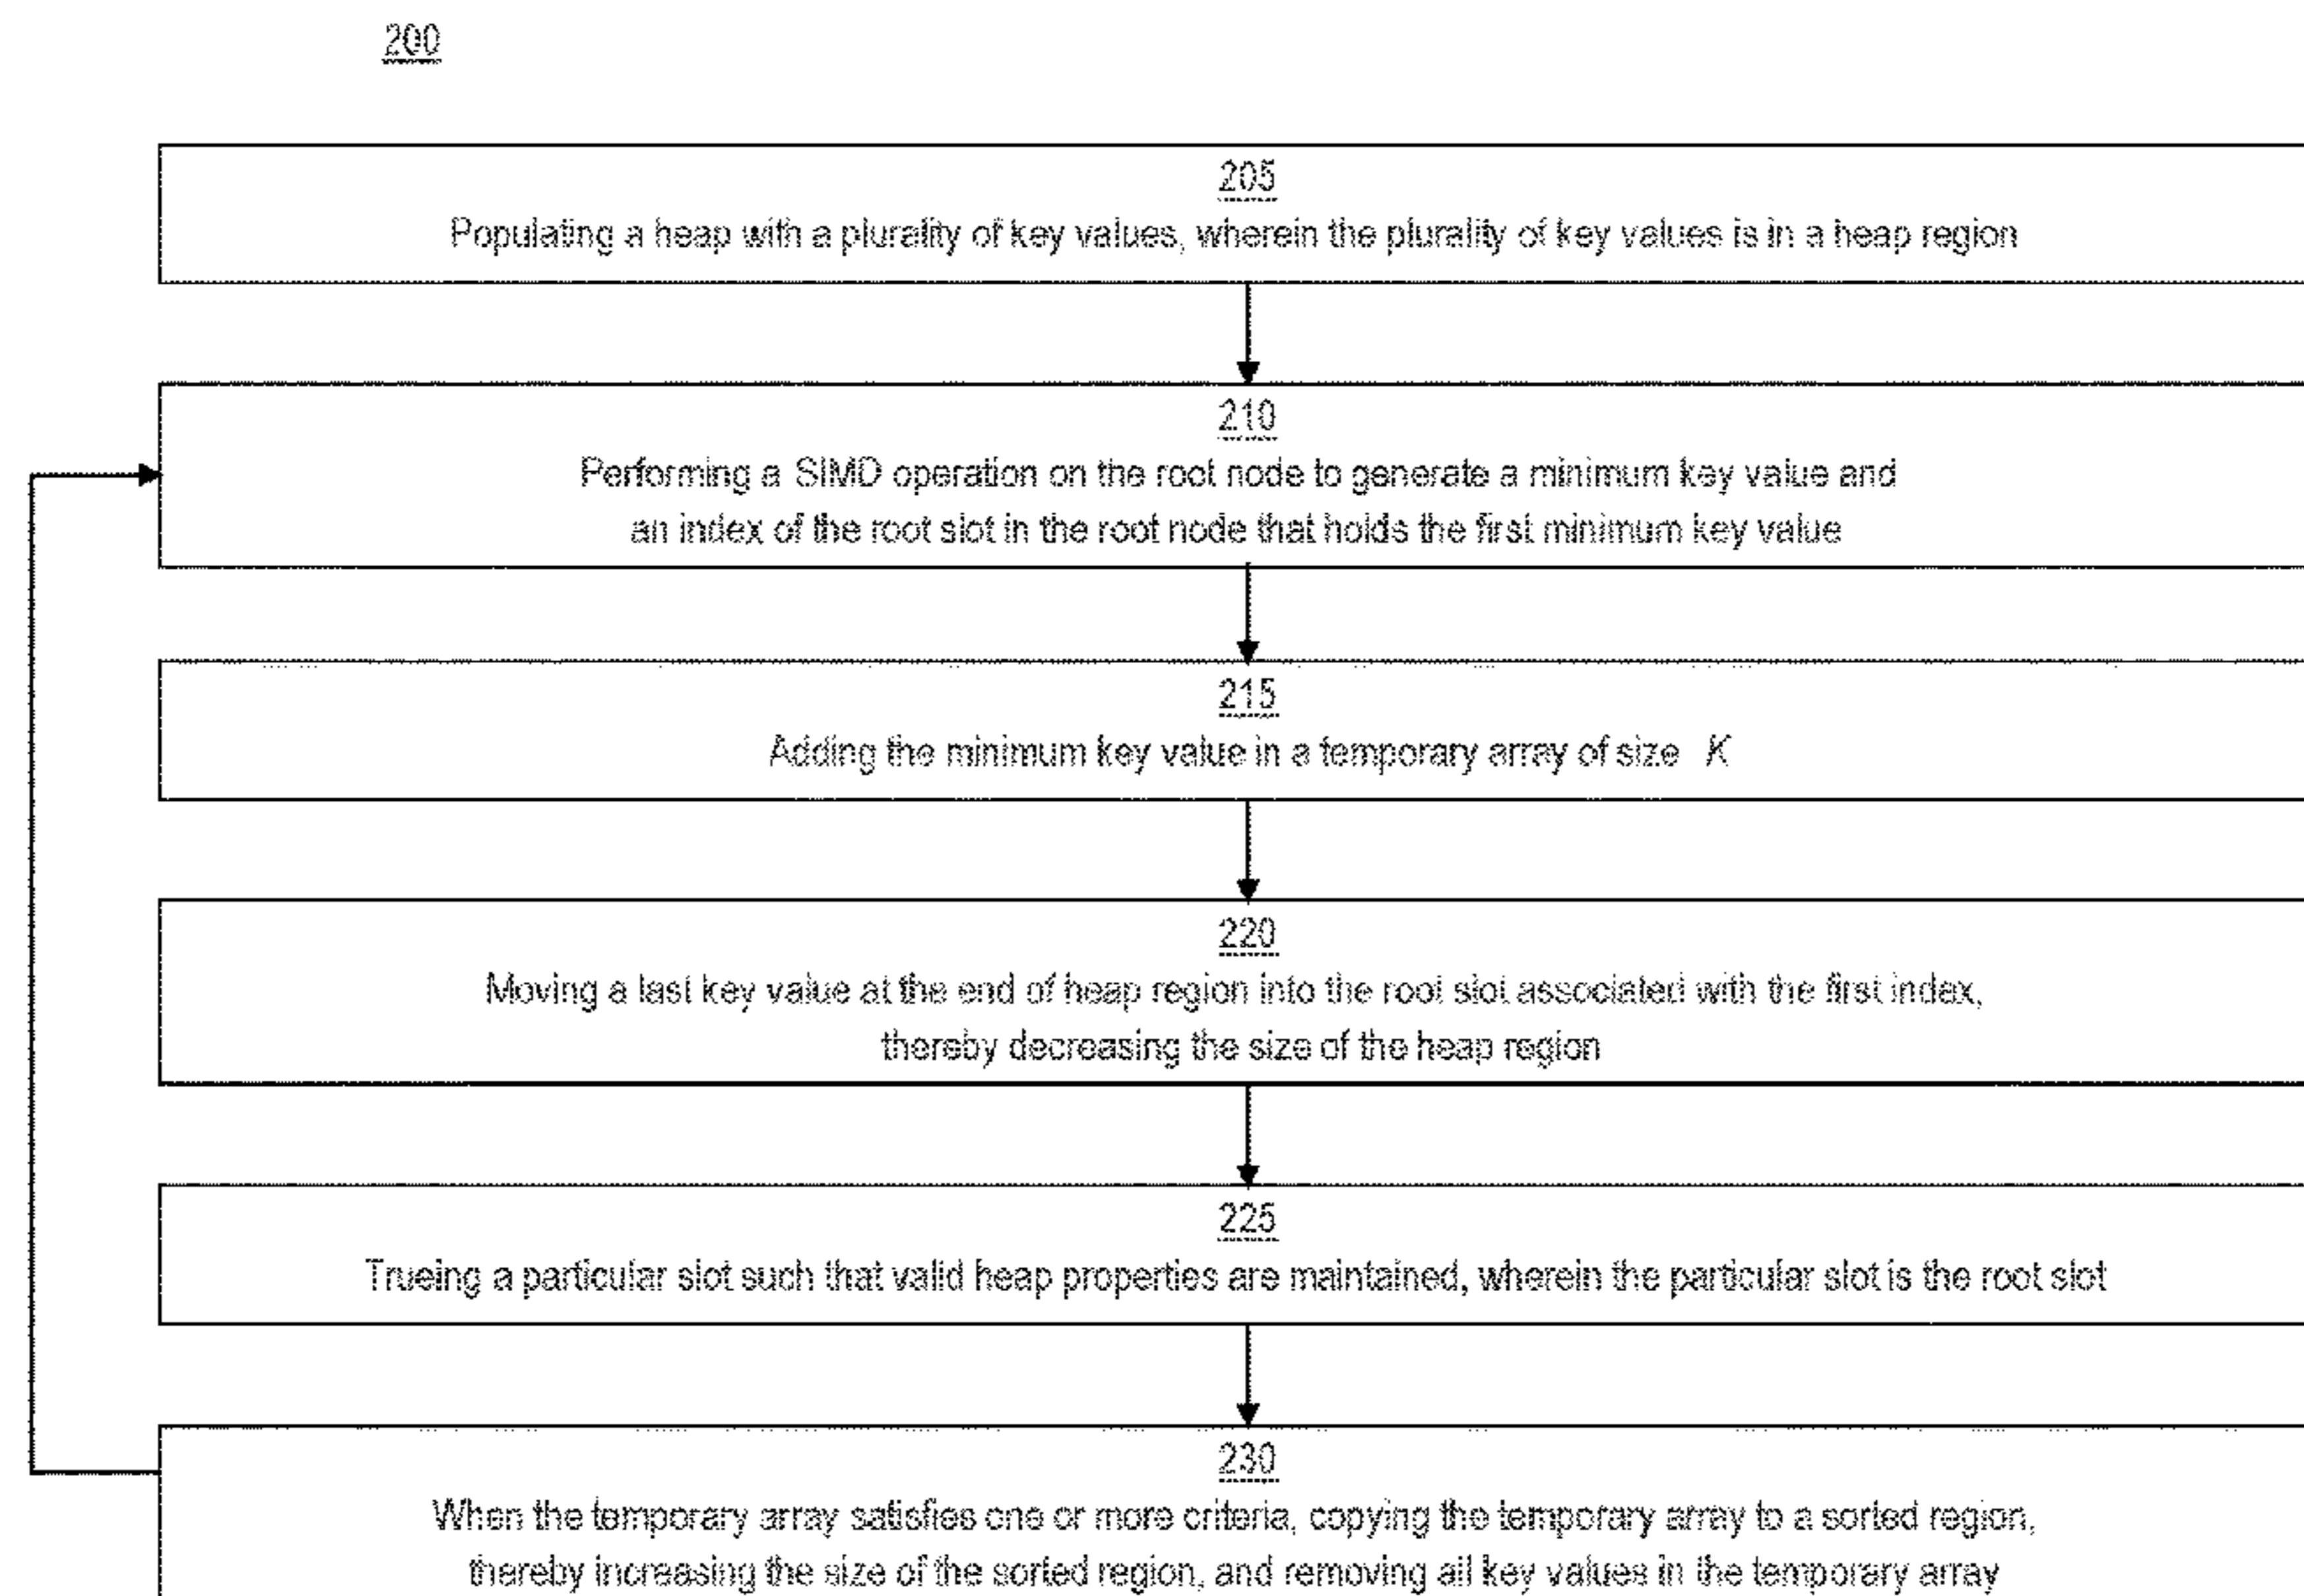 200
205
Populating a heap with a plurality of key values, wherein the plurality of key values is in a heap region
210
Performing a SIMD operation on the root node to generate a minimum key value and
an index of the root slot in the root node that holds the first minimum key value
215
Adding the minimum key value in a temporary array of size K
220
Moving a last key value at the end of heap region into the root slot associated with the first index,
thereby decreasing the size of the heap region
225
Trueing a particular slot such that valid heap properties are maintained, wherein the particular slot is the root slot
230
When the temporary array satisfies one or more criteria, copying the temporary array to a sorted region,
thereby increasing the size of the sorted region, and removing all key values in the temporary array